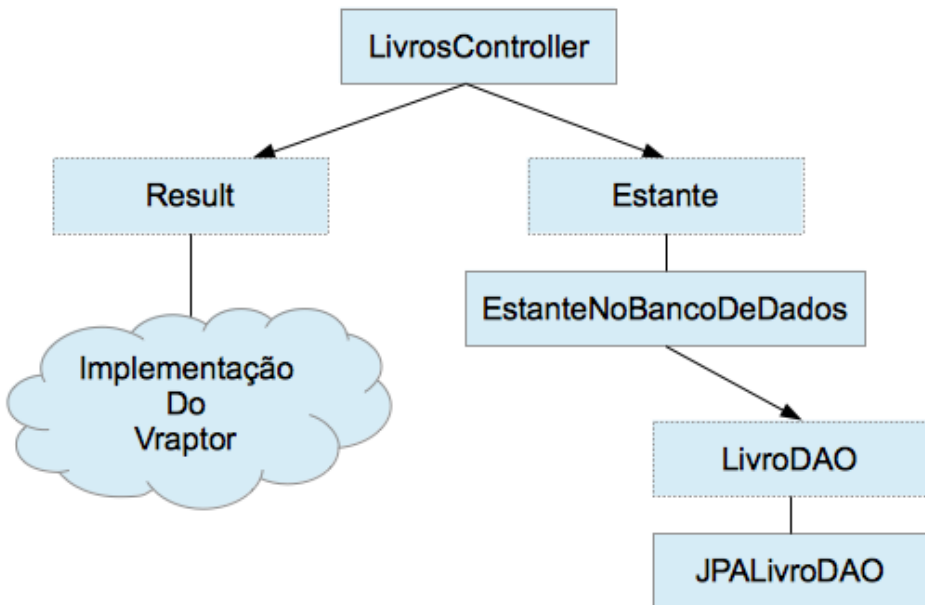 LivrosController
Result
Estante
EstanteNoBancoDeDados
Implementação
Do
Vraptor
LivroDAO
JPALivroDAO